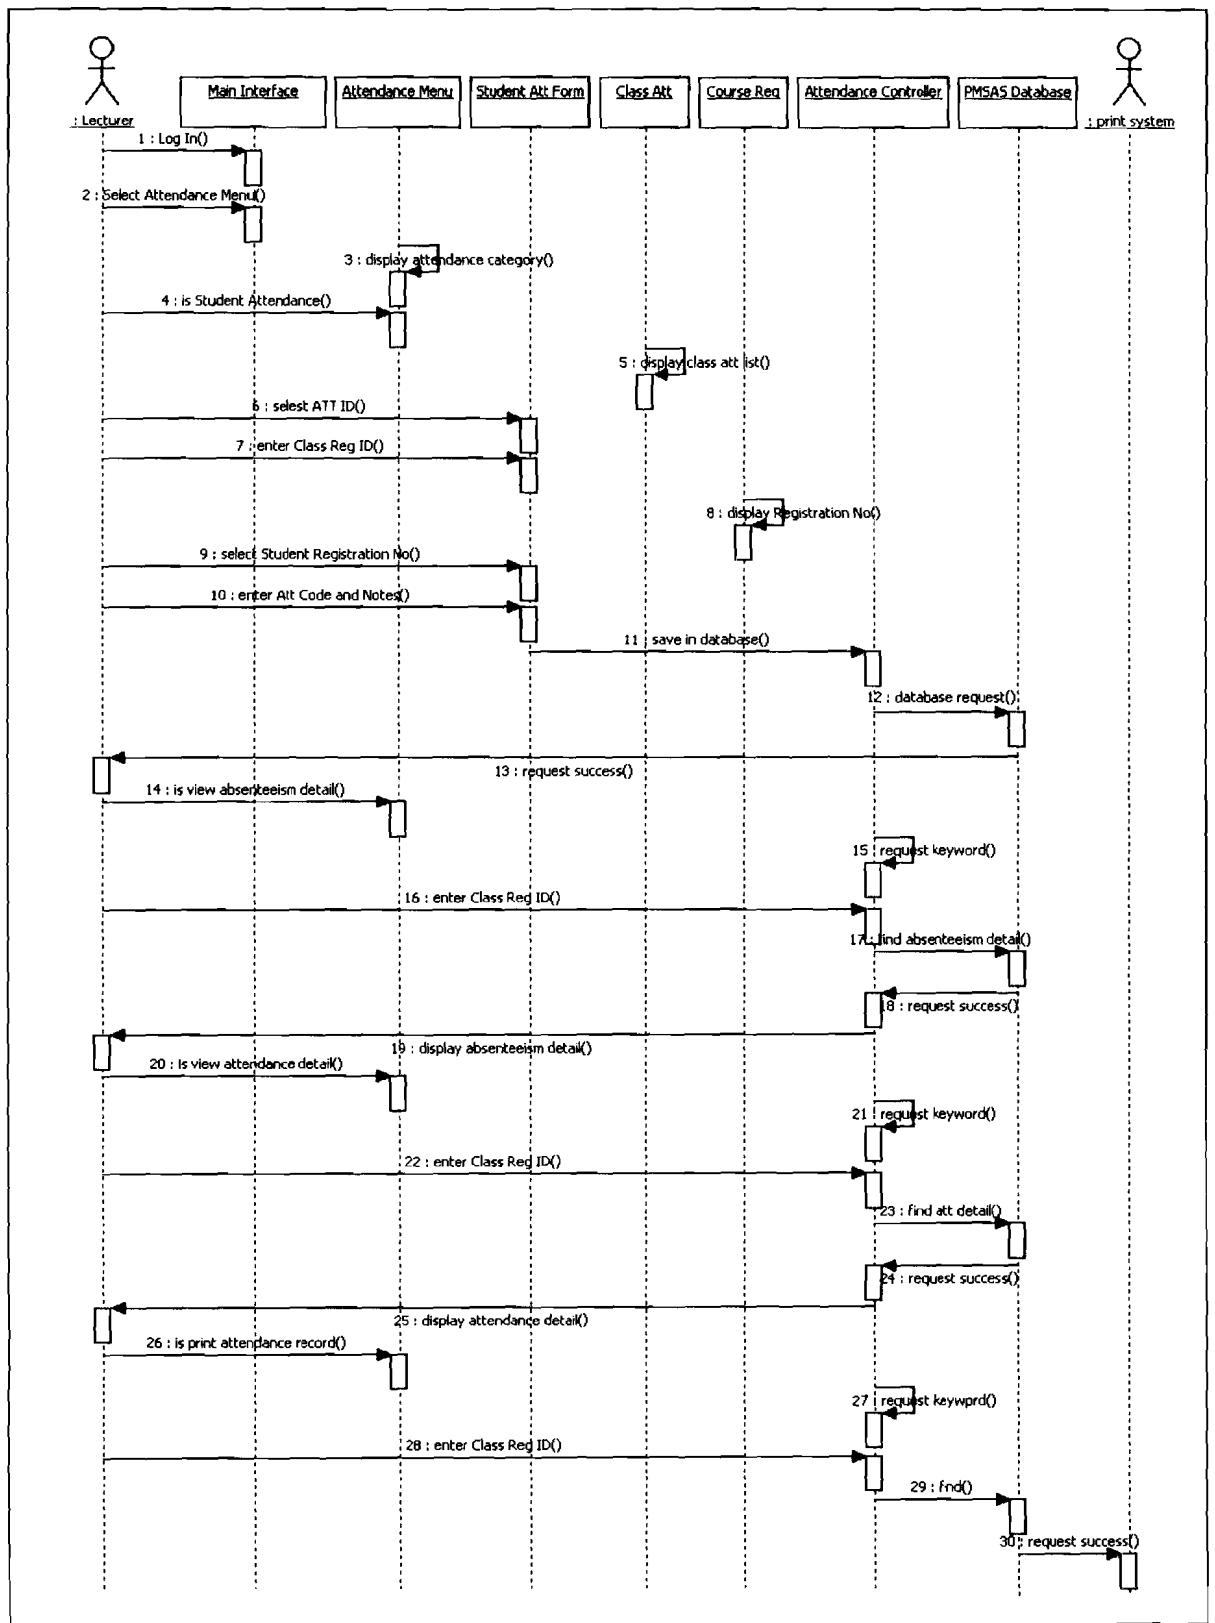 Main Interface
Attendance Menu
Student Att Form
Class Att
Course Reg
Attendance Controller
PMSAS Database
: Lecturer
: print system
1 : Log In()
2 : Select Attendance Menu()
3 : display attendance category()
4 : is Student Attendance()
5 : display class att list()
6 : selest ATT ID()
7 : enter Class Reg ID()
8 : display Registration No()
9 : select Student Registration No()
10 : enter Att Code and Notes()
11 : save in database()
12 : database request()
13 : request success()
14 : is view absenteeism detail()
15 : request keyword()
16 : enter Class Reg ID()
17 : find absenteeism detail()
18 : request success()
19 : display absenteeism detail()
20 : is view attendance detail()
21 : request keyword()
22 : enter Class Reg ID()
23 : find att detail()
24 : request success()
25 : display attendance detail()
26 : is print attendance record()
27 : request keywprd()
28 : enter Class Reg ID()
29 : find()
30 : request success()